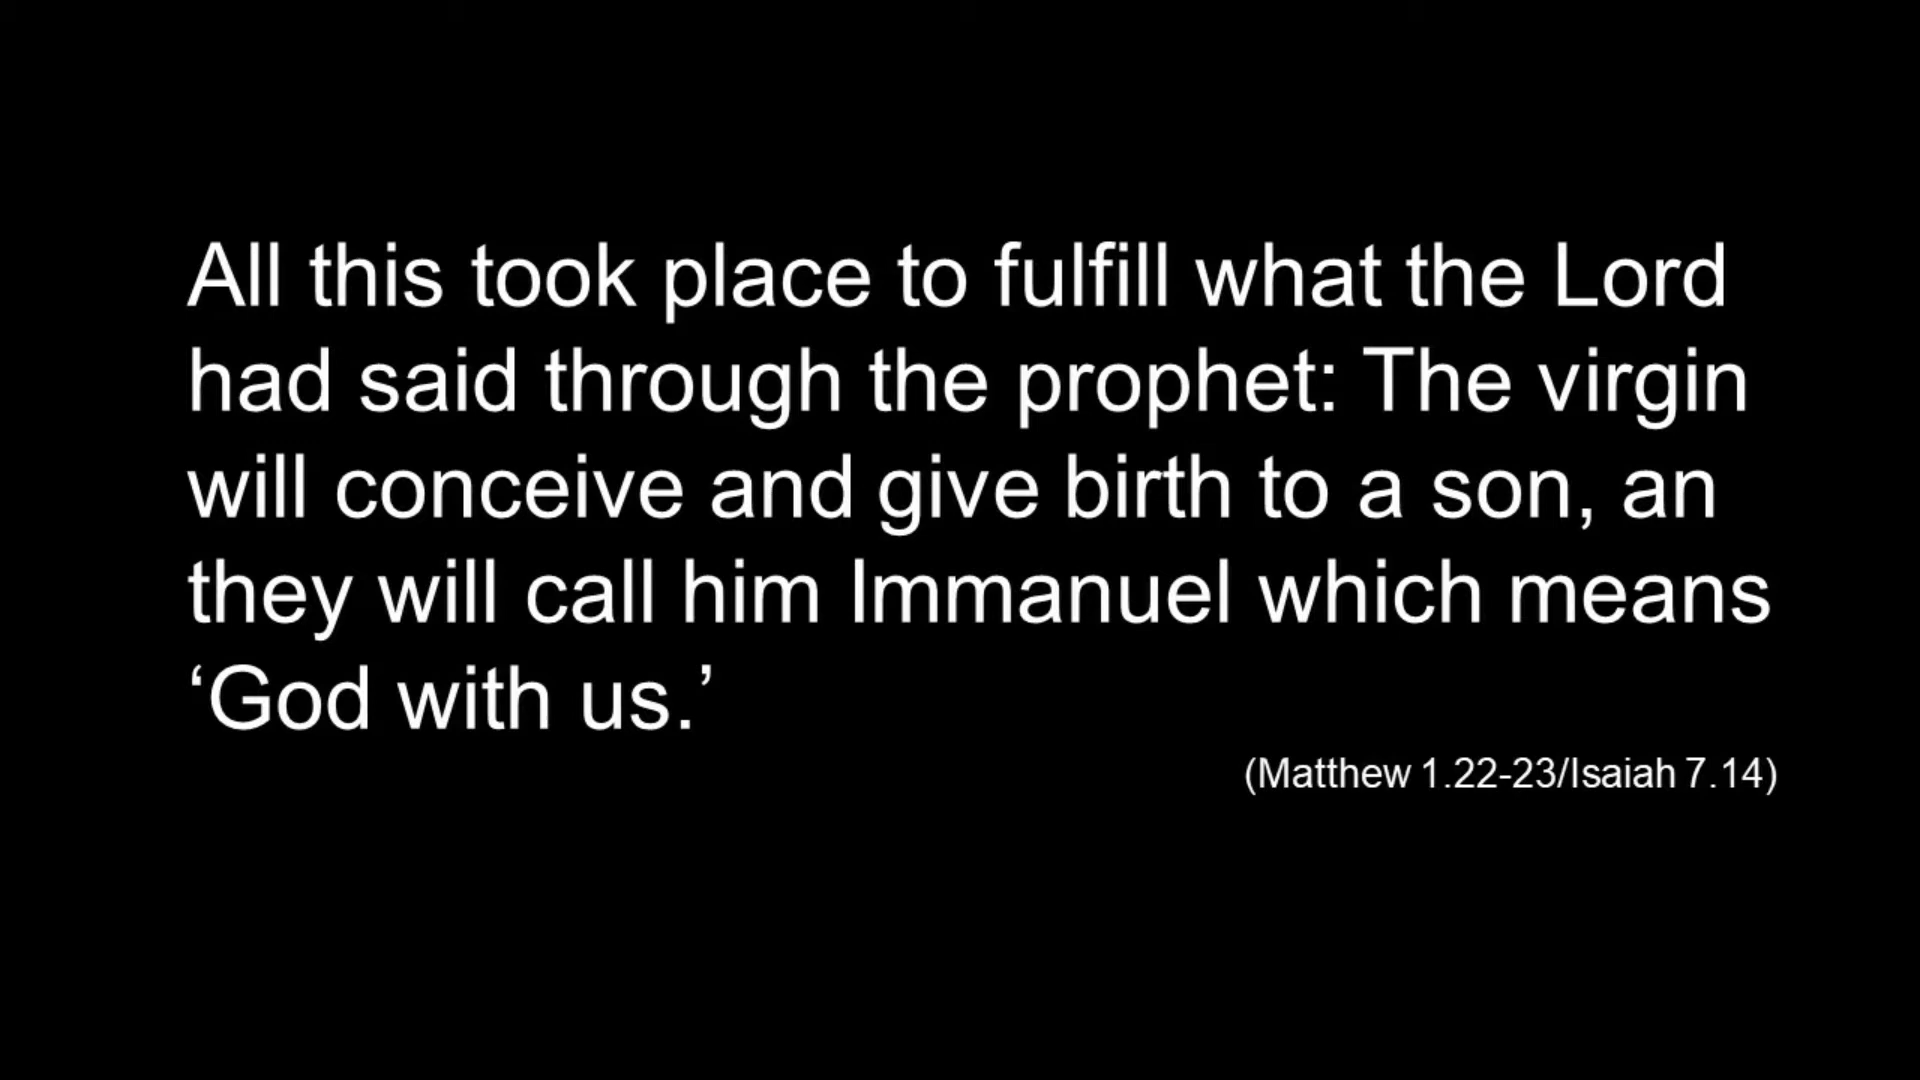 All this took place to fulfill what the Lord
had said through the prophet: The virgin
will conceive and give birth to a son, an
they will call him Immanuel which means
‘God with us.’
(Matthew 1.22-23/Isaiah 7.14)